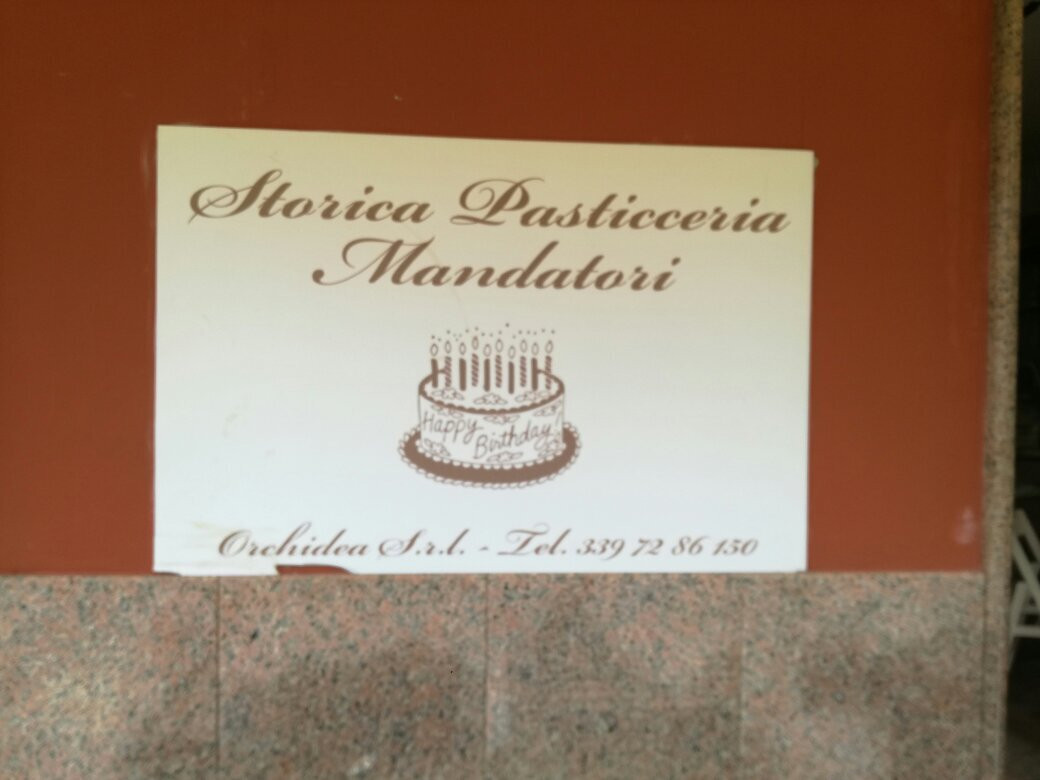 Storica Pasticceria
Mandatori
Happy
Birthday!
Orchidea S.r.l. - Tel. 339 72 86 150